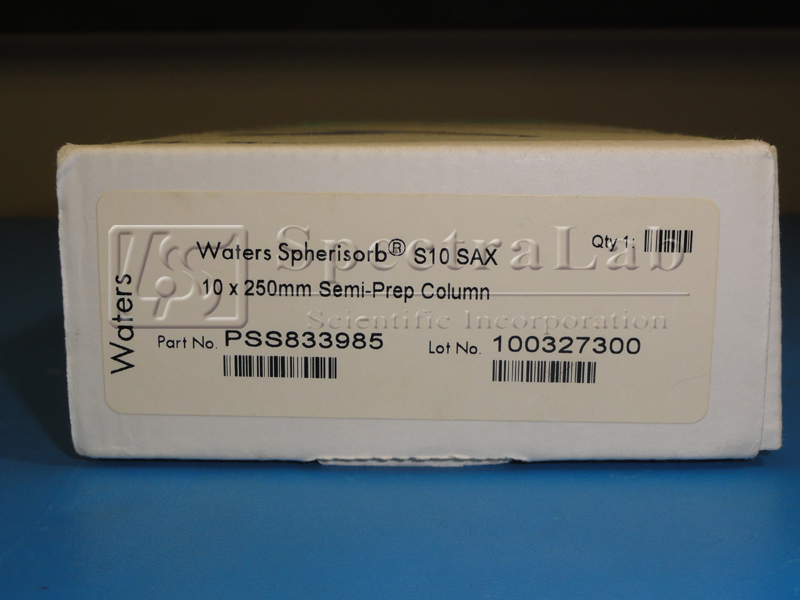 Waters Spherisorb® S10 SAX
Qty 1:
10 x 250mm Semi-Prep Column
Part No. PSS833985
Lot No. 100327300
Waters
SpectraLab
Scientific Incorporation